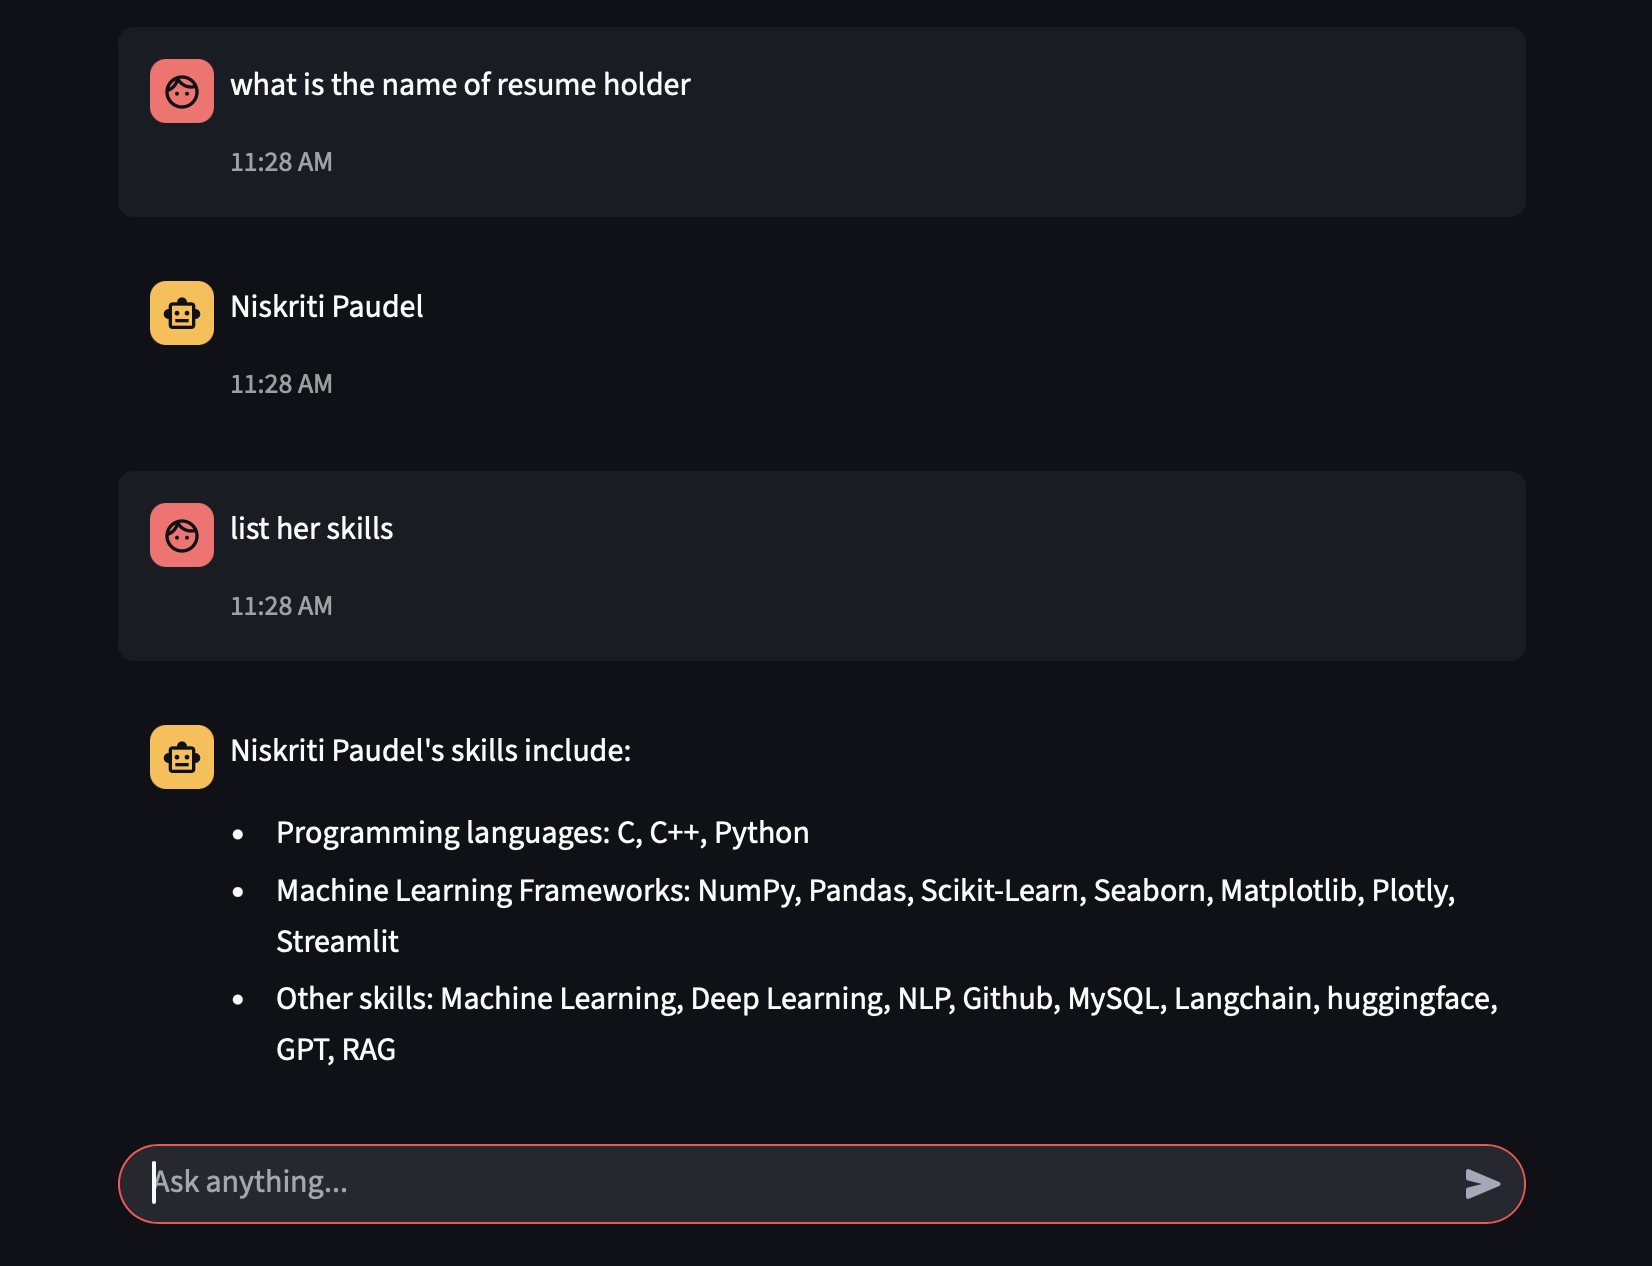 what is the name of resume holder
11:28 AM
Niskriti Paudel
11:28 AM
list her skills
11:28 AM
Niskriti Paudel's skills include:
Programming languages: C, C++, Python
Machine Learning Frameworks: NumPy, Pandas, Scikit-Learn, Seaborn, Matplotlib, Plotly,
Streamlit
Other skills: Machine Learning, Deep Learning, NLP, Github, MySQL, Langchain, huggingface,
GPT, RAG
Ask anything...